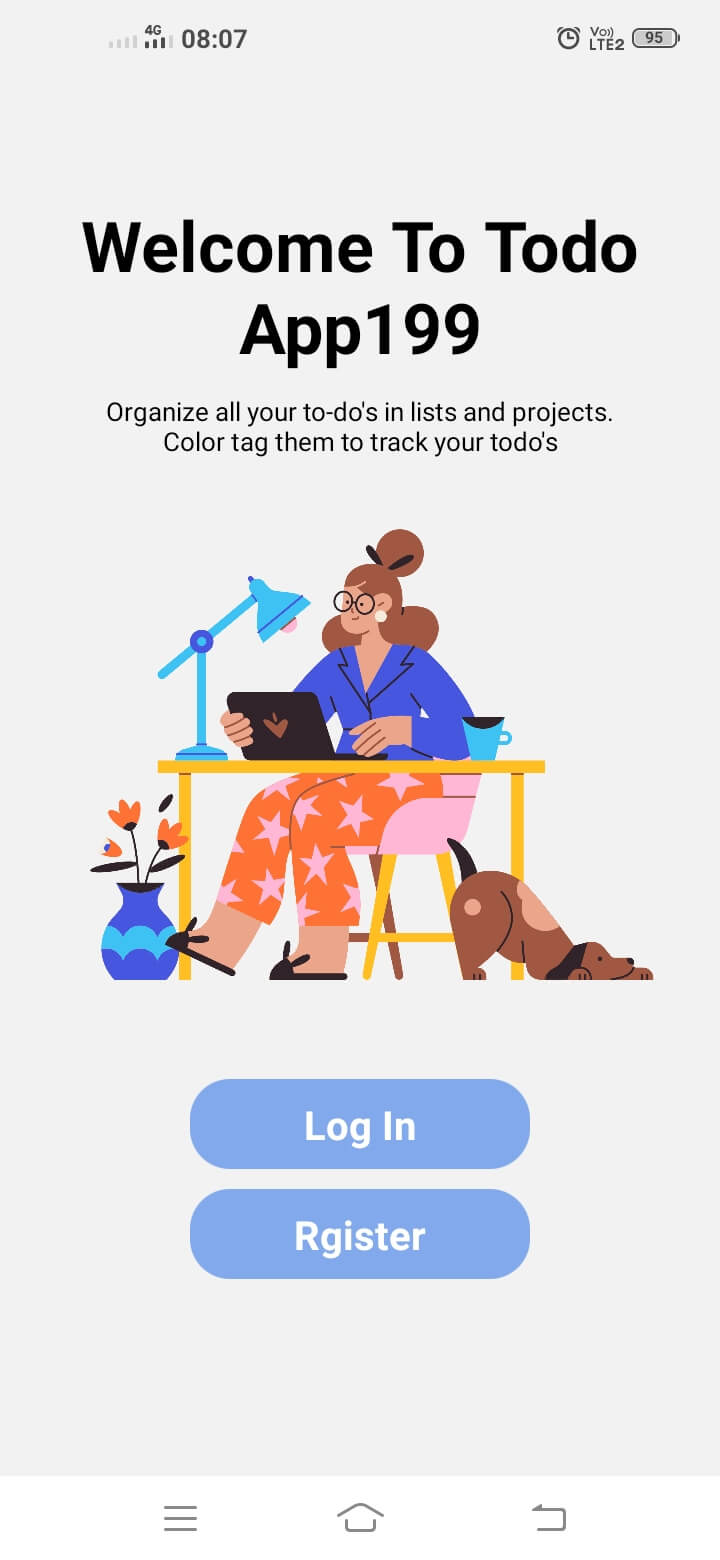 4G 08:07 Vo)) LTE2 95
Welcome To Todo
App199
Organize all your to-do's in lists and projects.
Color tag them to track your todo's
Log In
Rgister